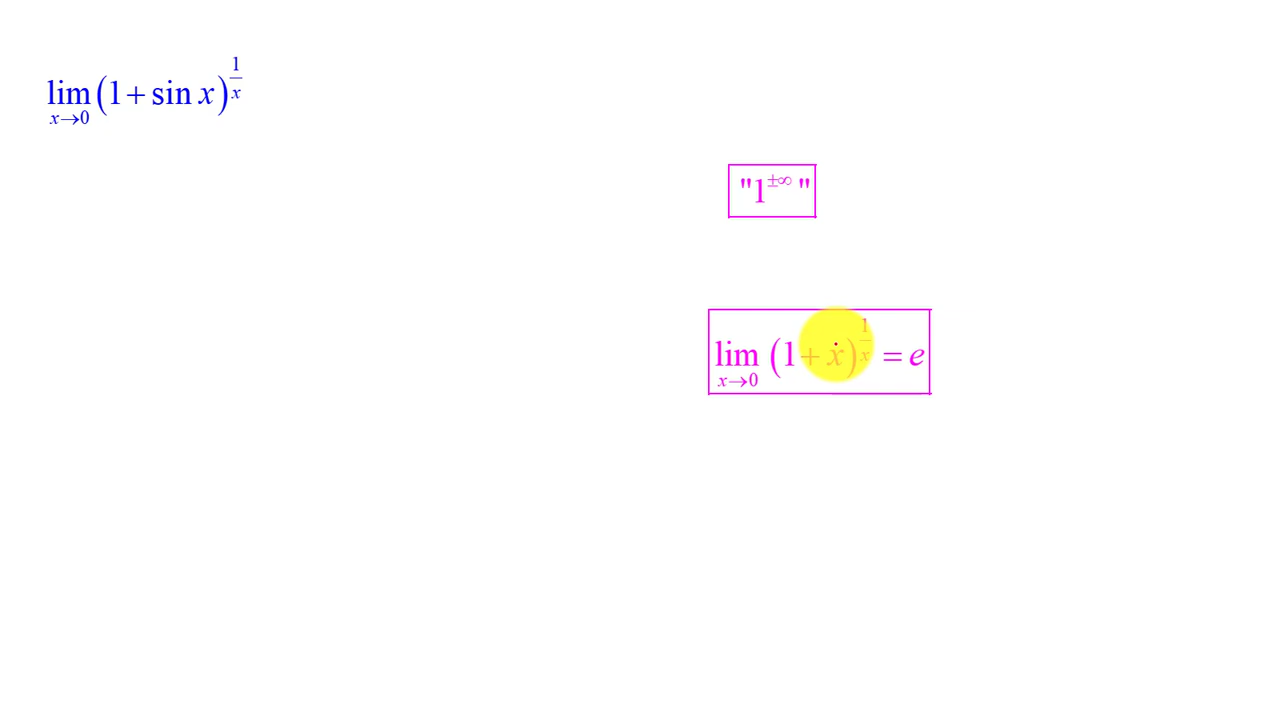 lim_{x→0} (1 + sin x)^{1/x}
"1^{±∞}"
lim_{x→0} (1 + x)^{1/x} = e